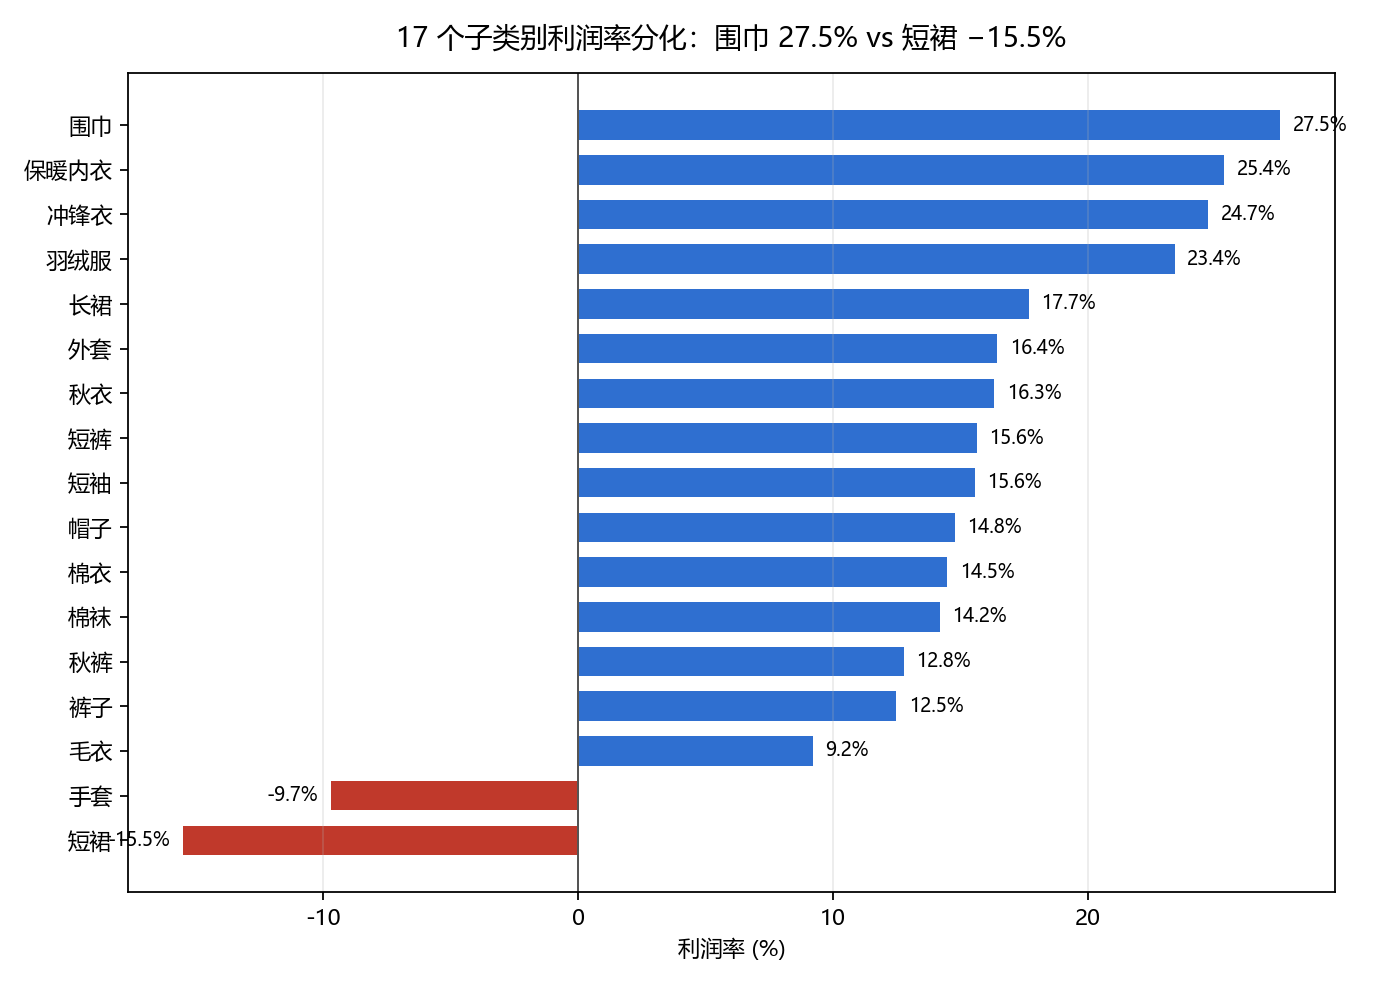 17 个子类别利润率分化：围巾 27.5% vs 短裙 −15.5%
围巾 27.5%
保暖内衣 25.4%
冲锋衣 24.7%
羽绒服 23.4%
长裙 17.7%
外套 16.4%
秋衣 16.3%
短裤 15.6%
短袖 15.6%
帽子 14.8%
棉衣 14.5%
棉袜 14.2%
秋裤 12.8%
裤子 12.5%
毛衣 9.2%
手套 -9.7%
短裙 -15.5%
-10 0 10 20
利润率 (%)